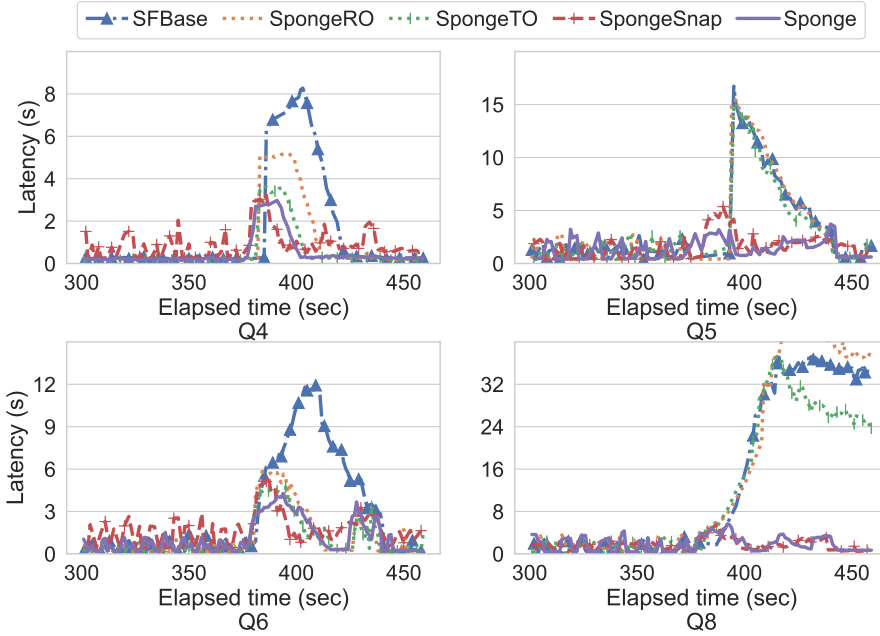 SFBase SpongeRO SpongeTO SpongeSnap Sponge
Latency (s)
8
6
4
2
0
300 350 400 450
Elapsed time (sec)
Q4
15
10
5
0
300 350 400 450
Elapsed time (sec)
Q5
Latency (s)
12
9
6
3
0
300 350 400 450
Elapsed time (sec)
Q6
32
24
16
8
0
300 350 400 450
Elapsed time (sec)
Q8